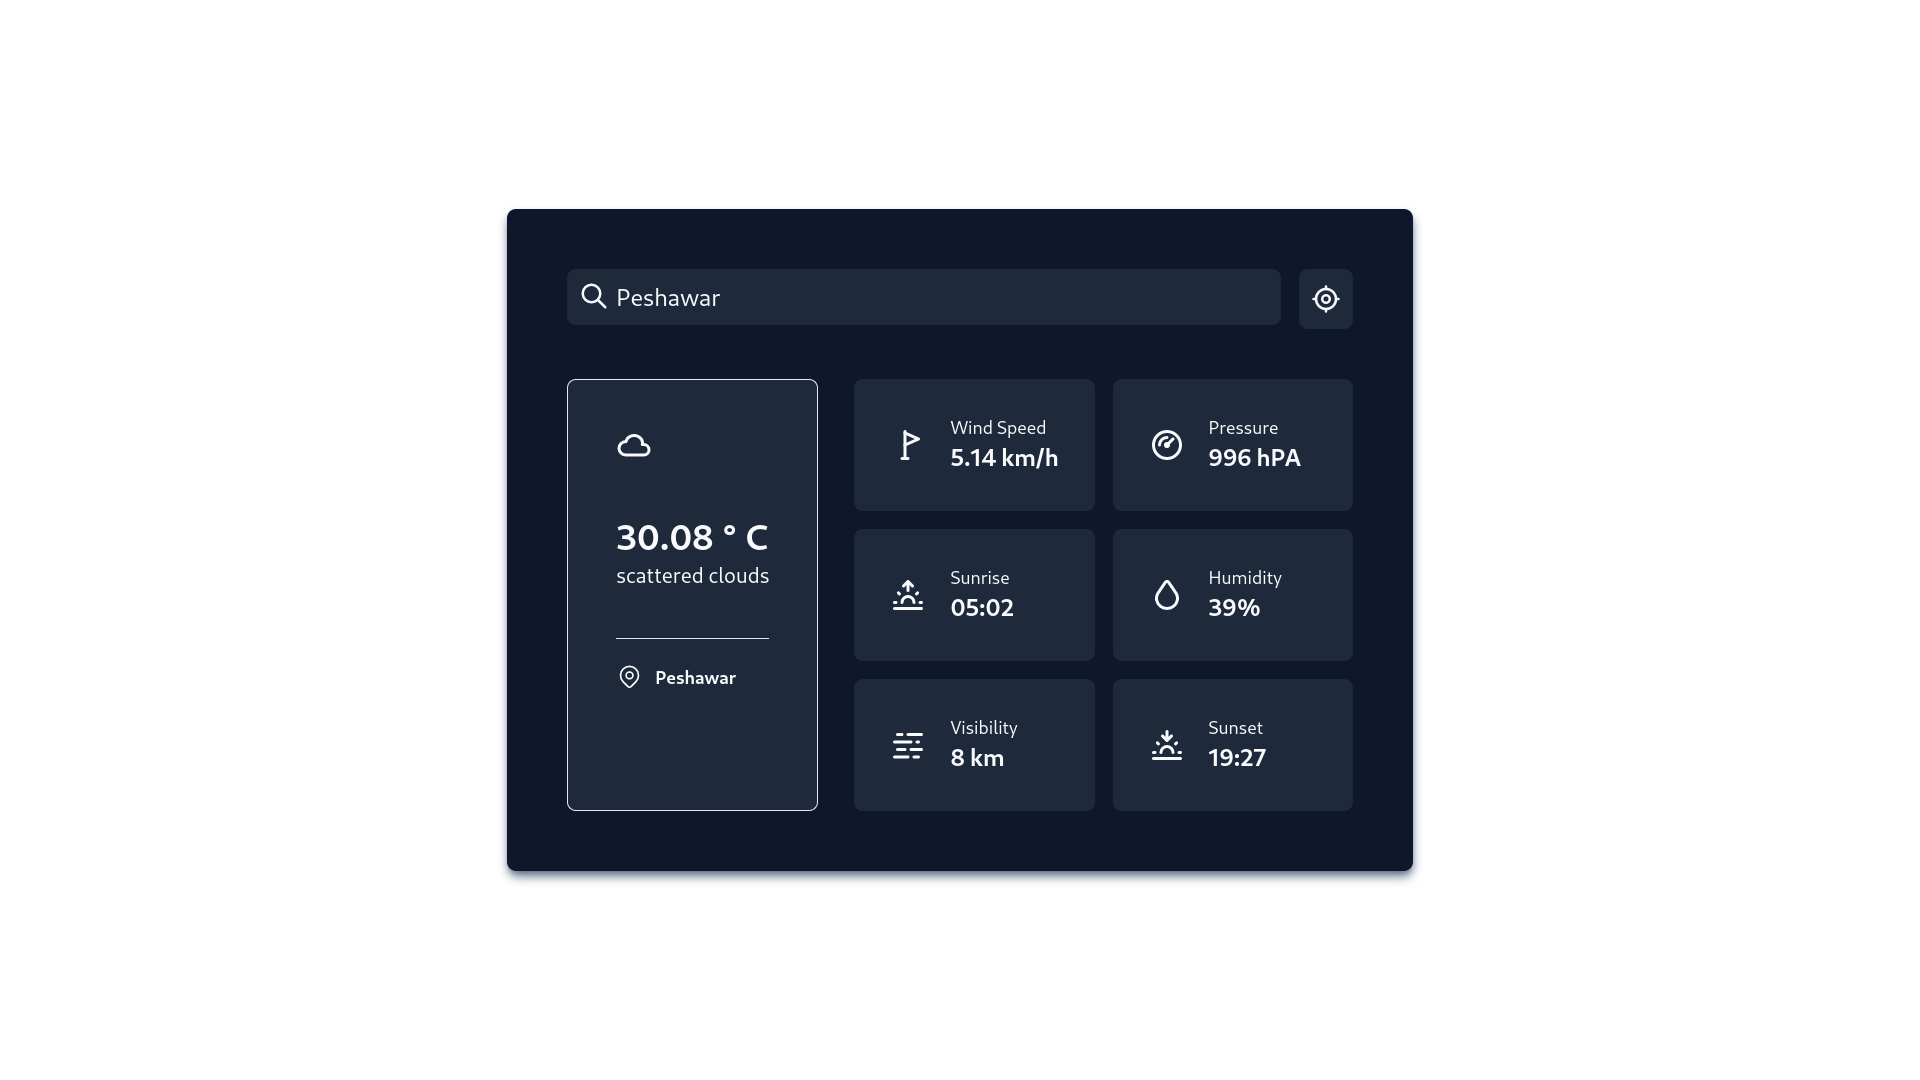 Peshawar
30.08 ° C
scattered clouds
Peshawar
Wind Speed
5.14 km/h
Pressure
996 hPA
Sunrise
05:02
Humidity
39%
Visibility
8 km
Sunset
19:27